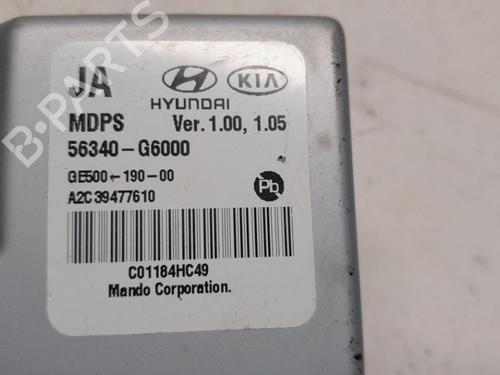 B-PARTS
JA
HYUNDAI
KIA
MDPS Ver. 1.00, 1.05
56340-G6000
GE500-190-00
A2C39477610
Pb
C01184HC49
Mando Corporation.